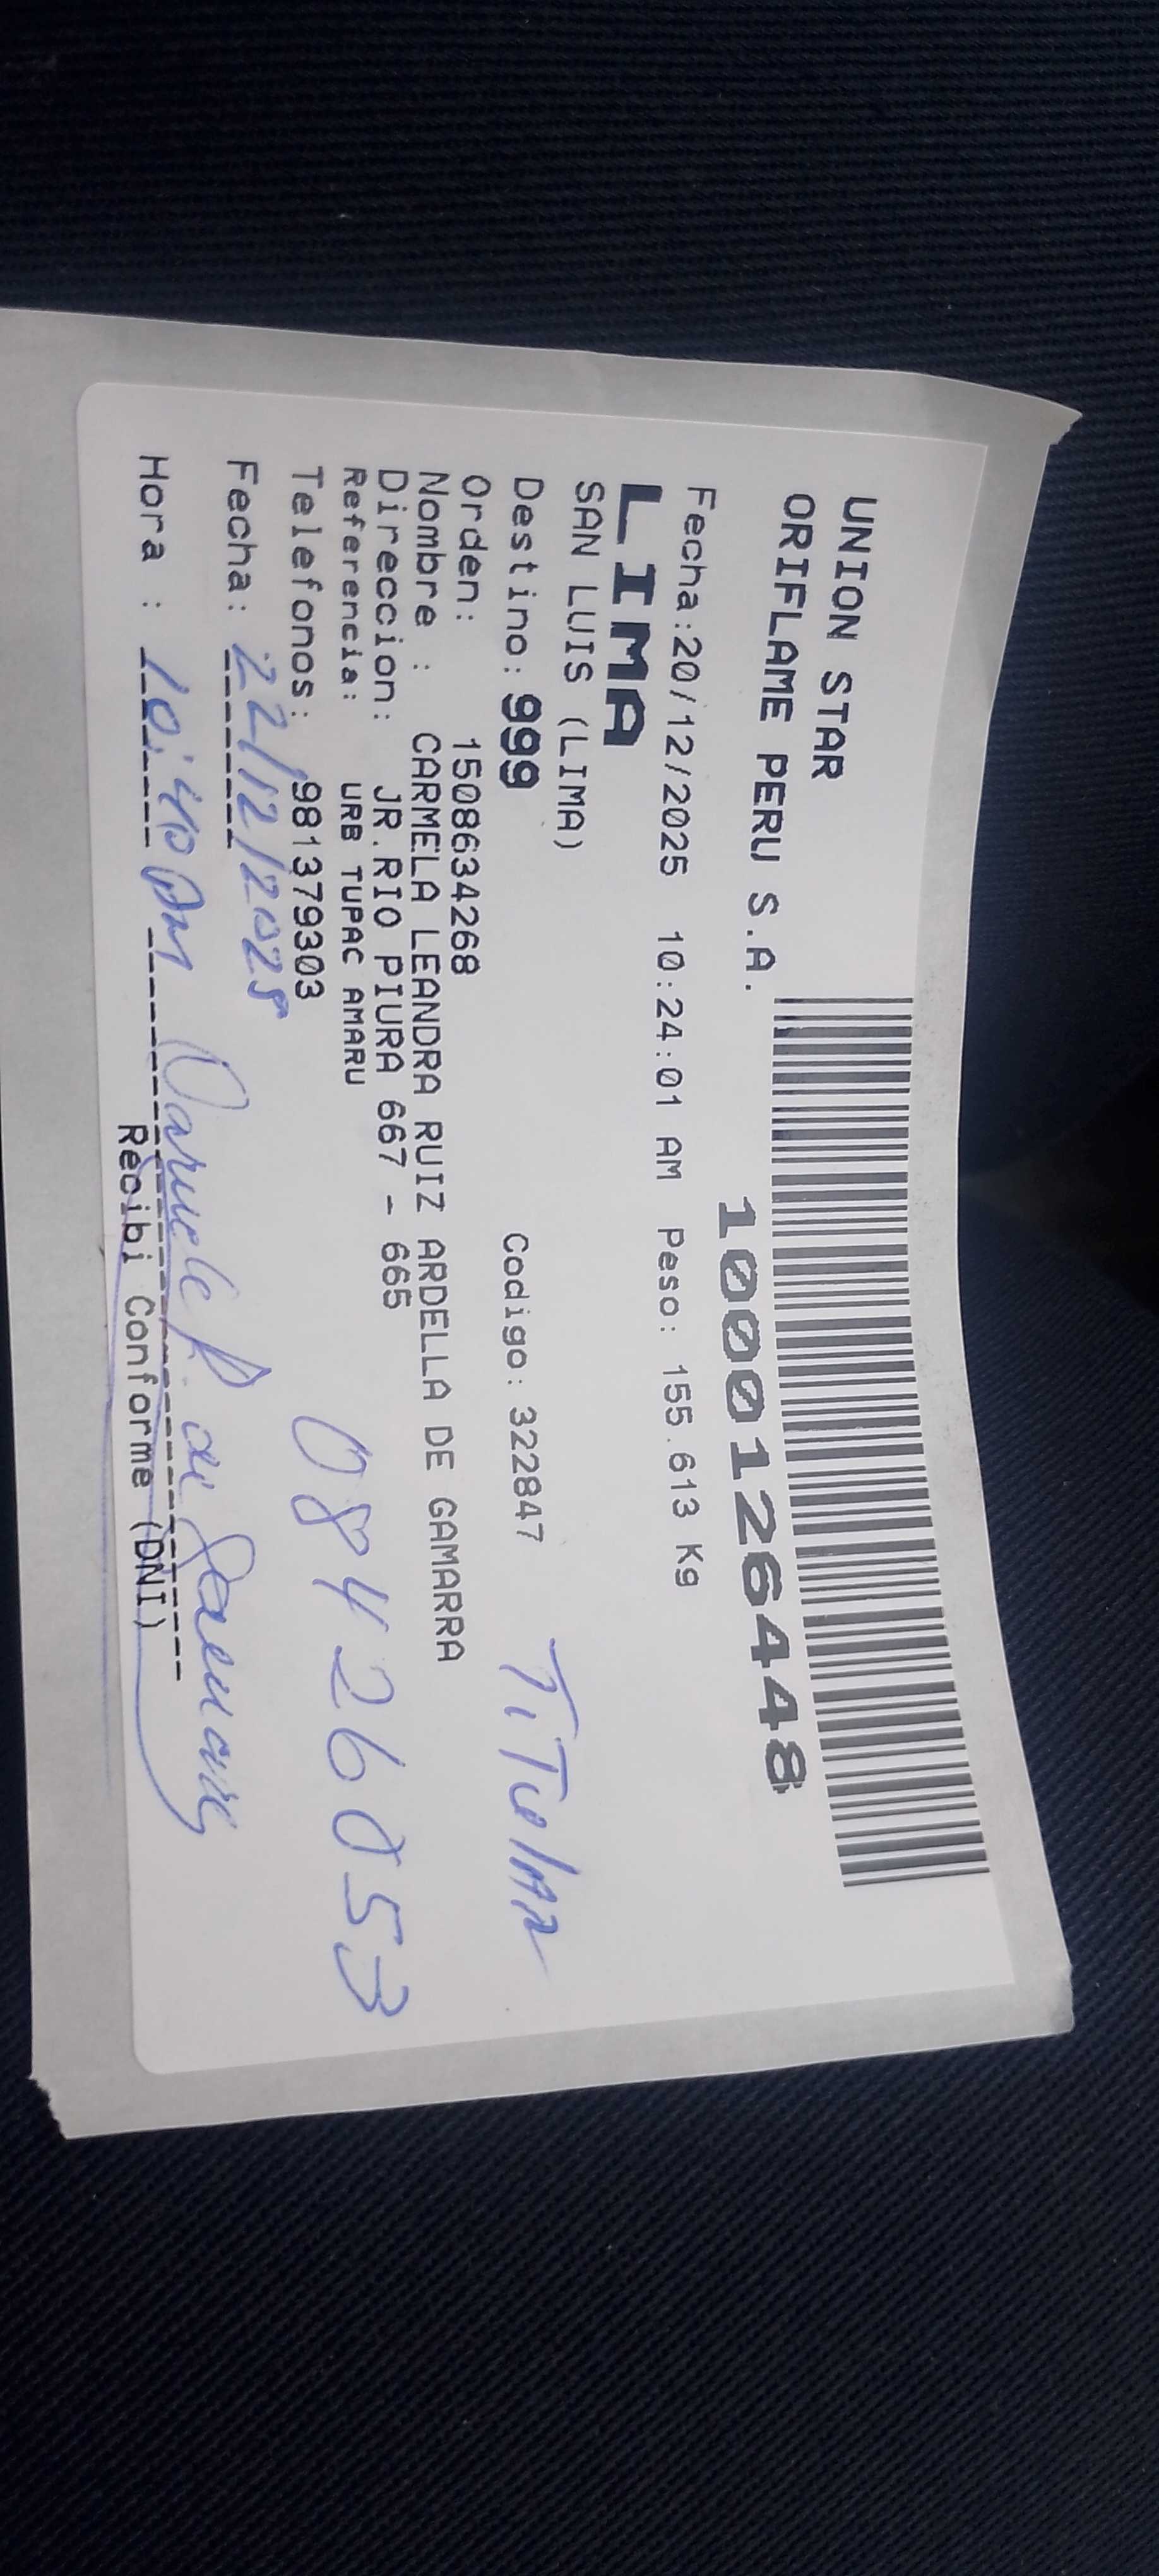 UNION STAR
ORIFLAME PERU S.A.
10001266448
Fecha:20/12/2025 10:24:01 AM Peso: 155.613 Kg
LIMA
SAN LUIS (LIMA)
Destino: 999 Codigo: 322847
TiTulAR
Orden: 1508634268
Nombre : CARMELA LEANDRA RUIZ ARDELLA DE GAMARRA
Direccion: JR.RIO PIURA 667 - 665
Referencia: URB TUPAC AMARU
08426053
Telefonos: 981379303
Fecha: 22/12/2025
Hora : 10:40 AM
Recibi Conforme (DNI)